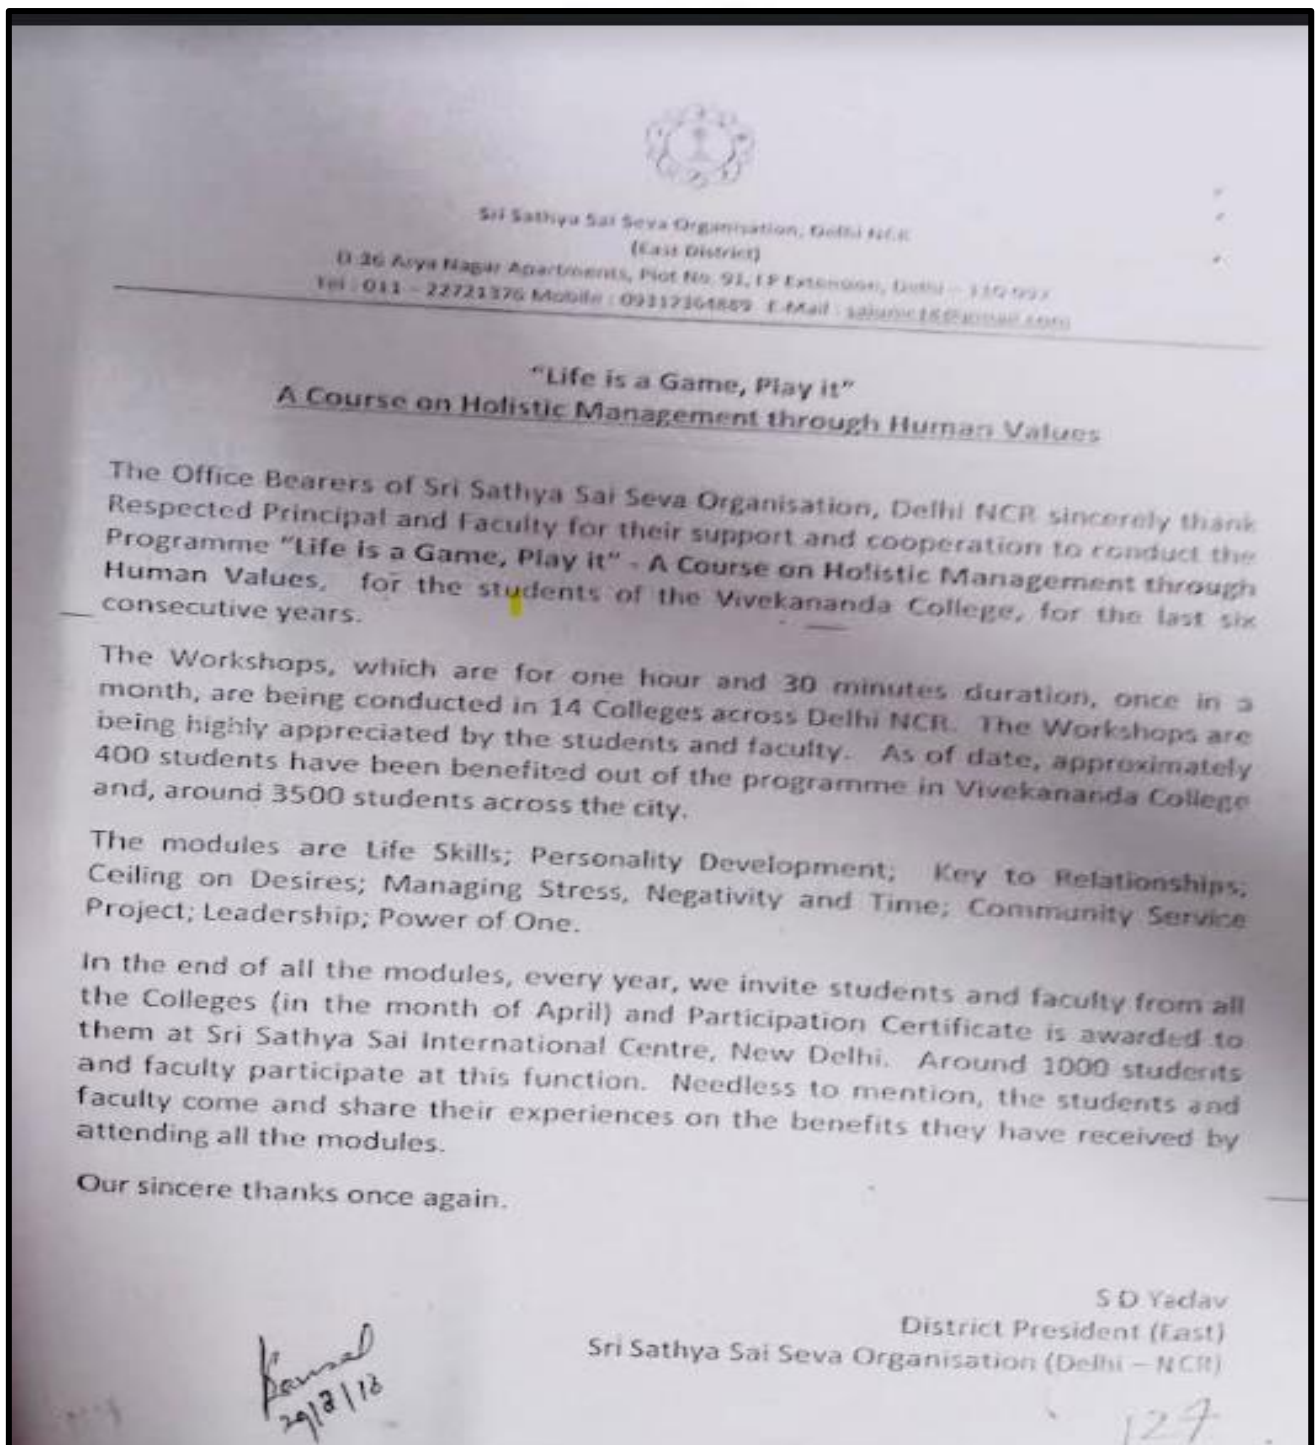 Sri Sathya Sai Seva Organisation, Delhi NCR
(East District)
D 26 Arya Nagar Apartments, Plot No. 91, I P Extension, Delhi – 110 092
Tel : 011 – 22721376 Mobile : 09312364889 E-Mail :
"Life is a Game, Play it"
A Course on Holistic Management through Human Values
The Office Bearers of Sri Sathya Sai Seva Organisation, Delhi NCR sincerely thank
Respected Principal and Faculty for their support and cooperation to conduct the
Programme "Life is a Game, Play it" - A Course on Holistic Management through
Human Values, for the students of the Vivekananda College, for the last six
consecutive years.
The Workshops, which are for one hour and 30 minutes duration, once in a
month, are being conducted in 14 Colleges across Delhi NCR. The Workshops are
being highly appreciated by the students and faculty. As of date, approximately
400 students have been benefited out of the programme in Vivekananda College
and, around 3500 students across the city.
The modules are Life Skills; Personality Development; Key to Relationships;
Ceiling on Desires; Managing Stress, Negativity and Time; Community Service
Project; Leadership; Power of One.
In the end of all the modules, every year, we invite students and faculty from all
the Colleges (in the month of April) and Participation Certificate is awarded to
them at Sri Sathya Sai International Centre, New Delhi. Around 1000 students
and faculty participate at this function. Needless to mention, the students and
faculty come and share their experiences on the benefits they have received by
attending all the modules.
Our sincere thanks once again.
S D Yadav
District President (East)
Sri Sathya Sai Seva Organisation (Delhi – NCR)
127